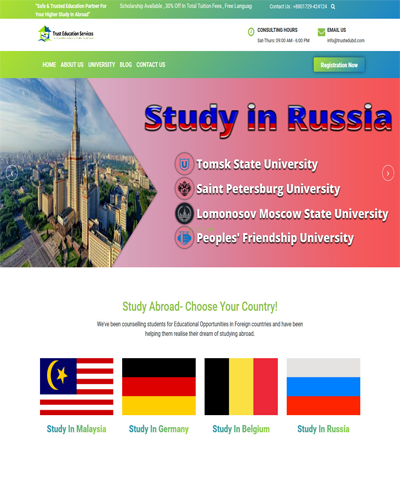 "Safe & Trusted Education Partner For
Your Higher Study In Abroad"
Scholarship Available , 30% Off In Total Tuition Fees , Free Languag
Contact Us : +8801729-424124
Trust Education Services
CONSULTING HOURS
Sat-Thurs: 09:00 AM - 6:00 PM
EMAIL US
info@trustedubd.com
HOME ABOUT US UNIVERSITY BLOG CONTACT US
Registration Now
Study in Russia
Tomsk State University
Saint Petersburg University
Lomonosov Moscow State University
Peoples' Friendship University
Study Abroad- Choose Your Country!
We've been counselling students for Educational Opportunities in Foreign countries and have been
helping them realise their dream of studying abroad.
Study In Malaysia
Study In Germany
Study In Belgium
Study In Russia